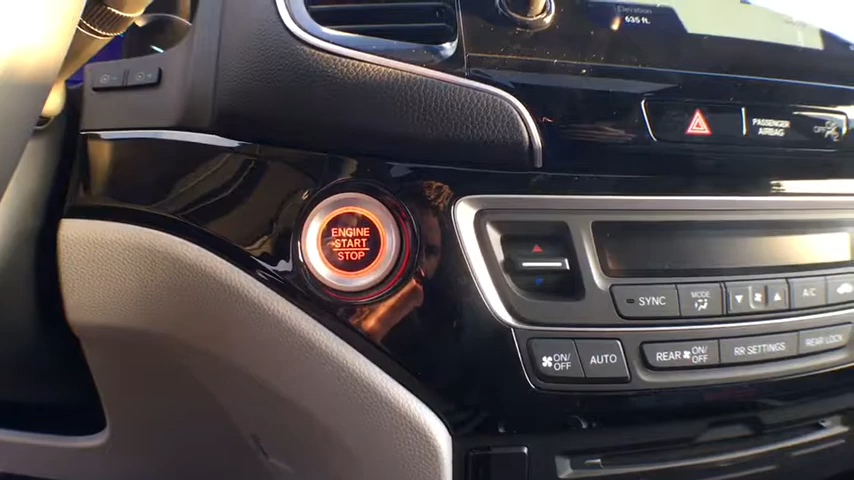 Elevation
635 ft.
PASSENGER
AIRBAG
OFF
ENGINE
START
STOP
SYNC
MODE
A/C
ON/
OFF
AUTO
REAR
ON/
OFF
RR SETTINGS
REAR LOCK